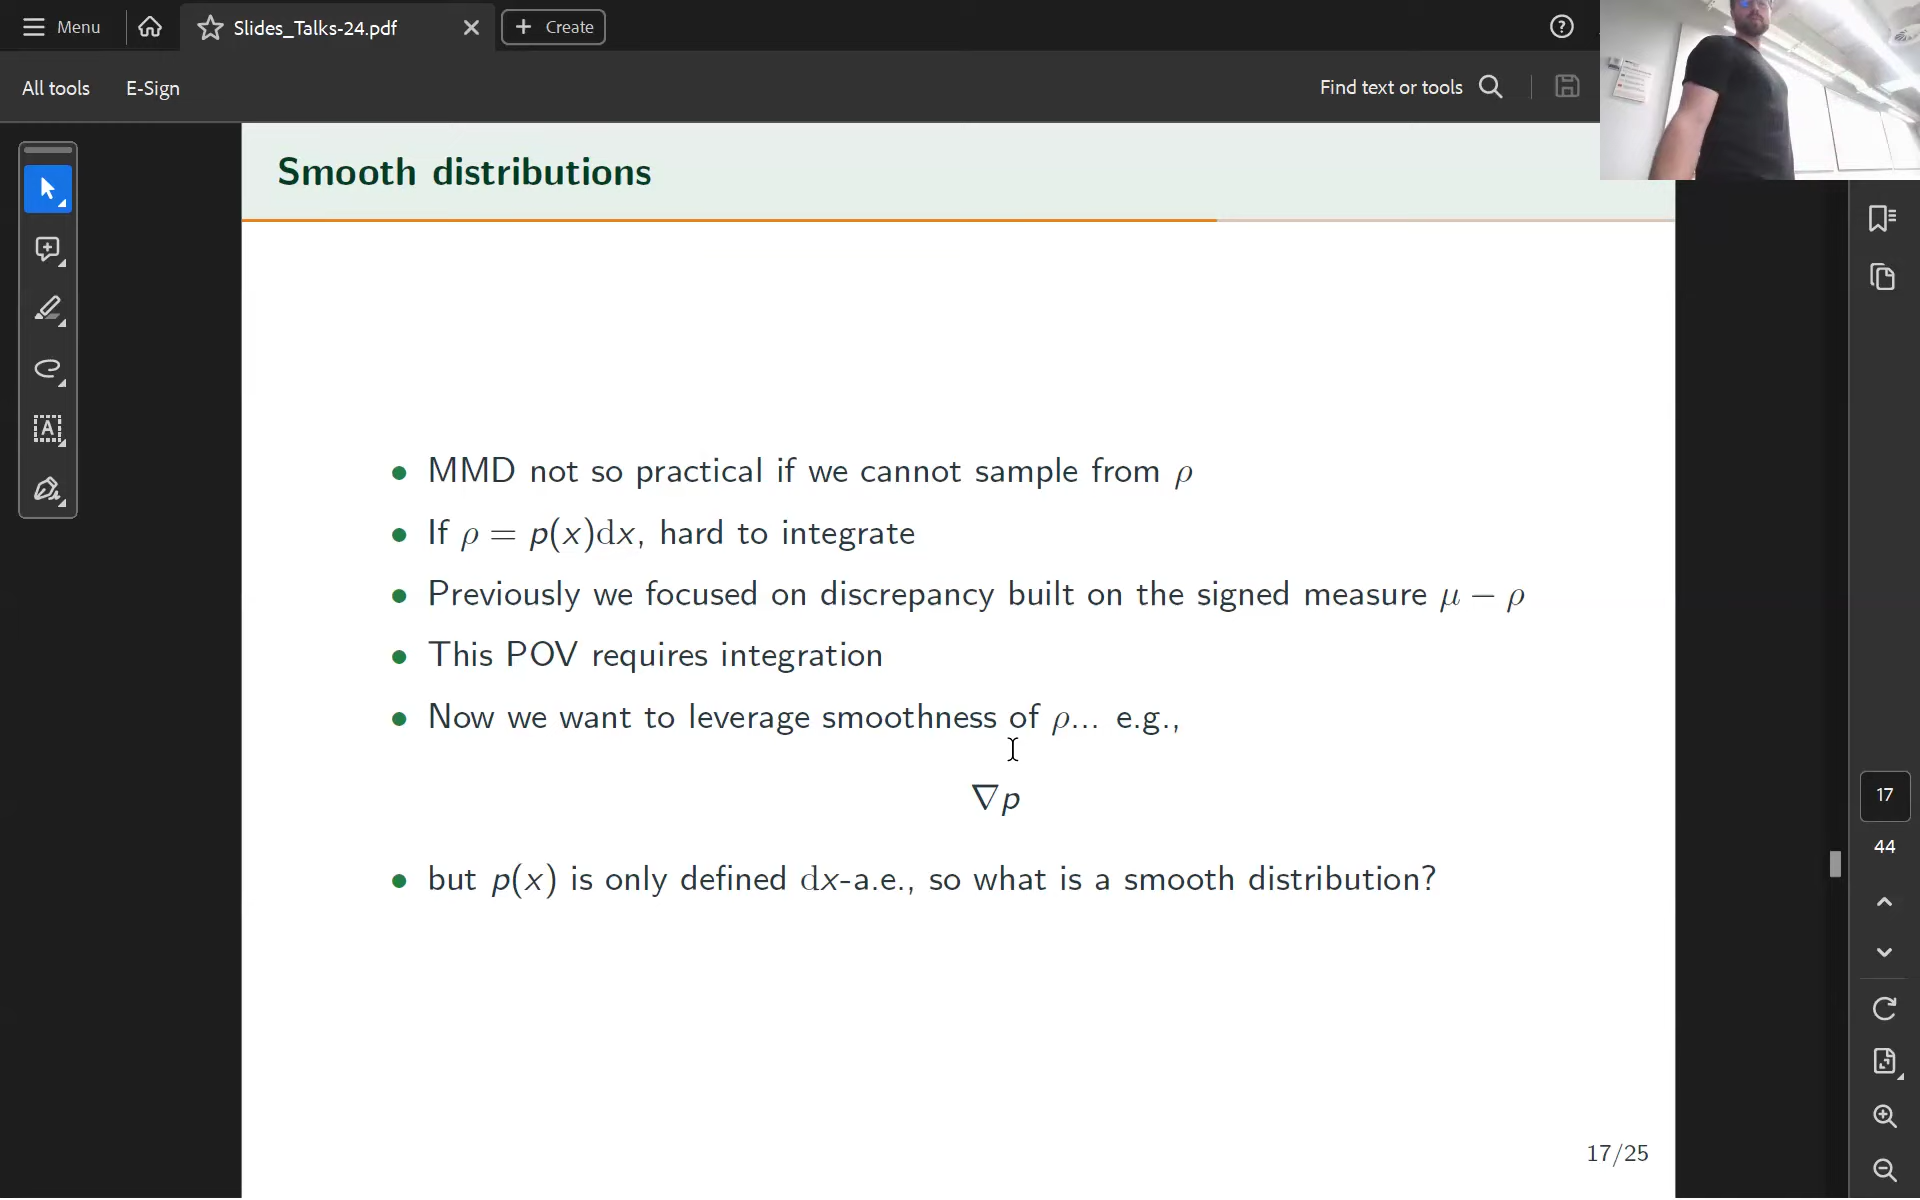 Menu
Slides_Talks-24.pdf
Create
All tools
E-Sign
Find text or tools
Smooth distributions
• MMD not so practical if we cannot sample from ρ
• If ρ = p(x)dx, hard to integrate
• Previously we focused on discrepancy built on the signed measure μ − ρ
• This POV requires integration
• Now we want to leverage smoothness of ρ... e.g.,
∇p
• but p(x) is only defined dx-a.e., so what is a smooth distribution?
17/25
17
44